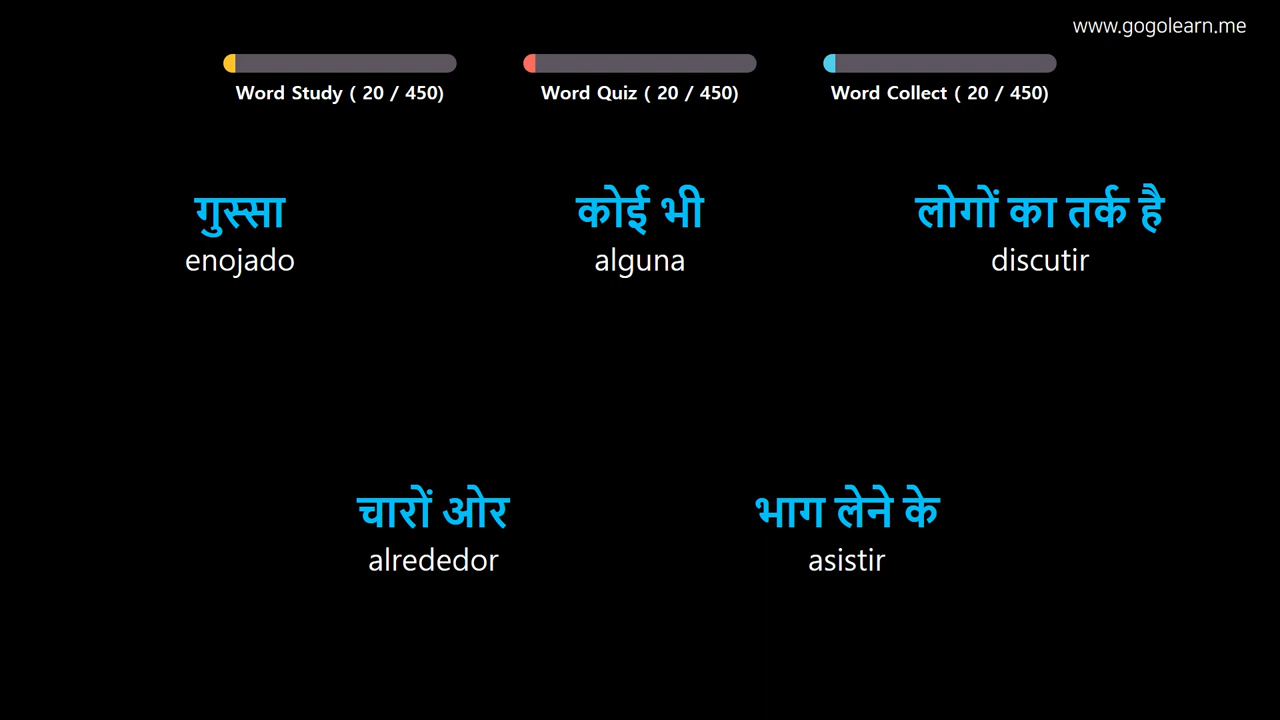 www.gogolearn.me
Word Study ( 20 / 450)
Word Quiz ( 20 / 450)
Word Collect ( 20 / 450)
गुस्सा
enojado
कोई भी
alguna
लोगों का तर्क है
discutir
चारों ओर
alrededor
भाग लेने के
asistir